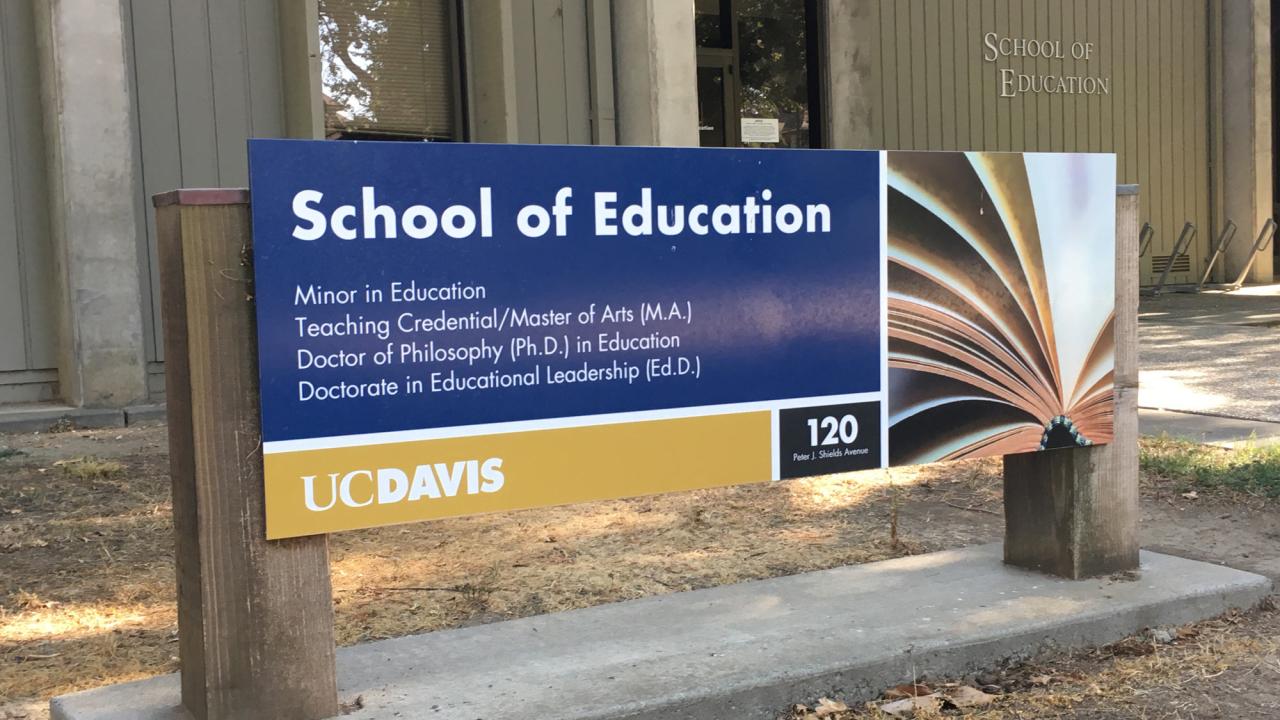 School of
Education
School of Education
Minor in Education
Teaching Credential/Master of Arts (M.A.)
Doctor of Philosophy (Ph.D.) in Education
Doctorate in Educational Leadership (Ed.D.)
UCDAVIS
120
Peter J. Shields Avenue